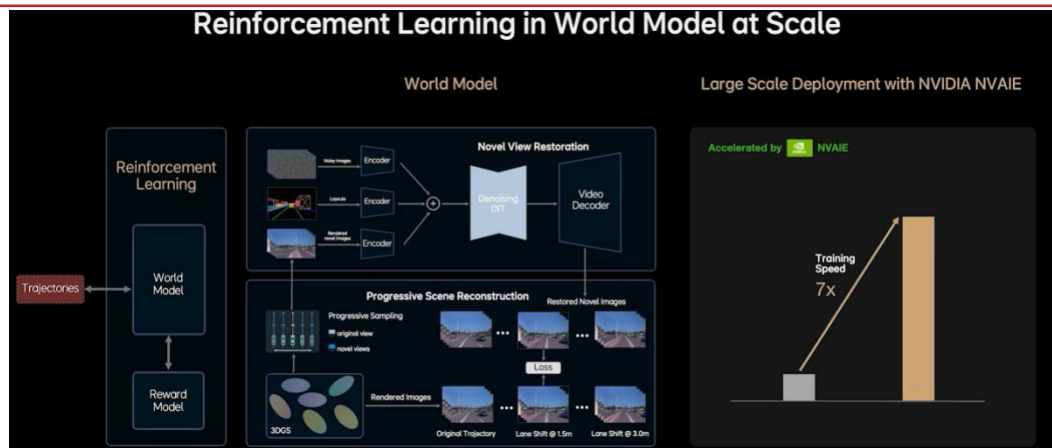 Reinforcement Learning in World Model at Scale
World Model
Large Scale Deployment with NVIDIA NVAIE
Reinforcement
Learning
World
Model
Reward
Model
Trajectories
Novel View Restoration
Noisy Images
Encoder
Layouts
Encoder
Rendered
novel images
Encoder
Denoising
DiT
Video
Decoder
Progressive Scene Reconstruction
Restored Novel Images
Progressive Sampling
original view
novel views
Loss
3DGS
Rendered Images
Original Trajectory
Lane Shift @ 1.5m
Lane Shift @ 3.0m
Accelerated by NVIDIA NVAIE
Training
Speed
7x